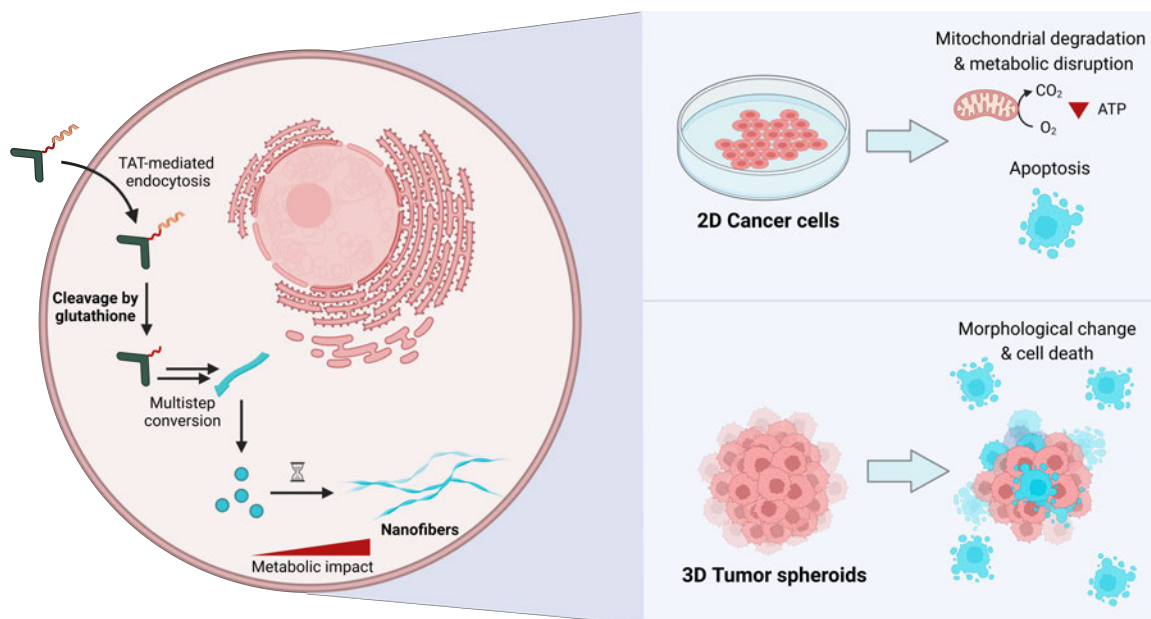 TAT-mediated
endocytosis
Cleavage by
glutathione
Multistep
conversion
Nanofibers
Metabolic impact
Mitochondrial degradation
& metabolic disruption
CO₂
ATP
O₂
Apoptosis
2D Cancer cells
Morphological change
& cell death
3D Tumor spheroids